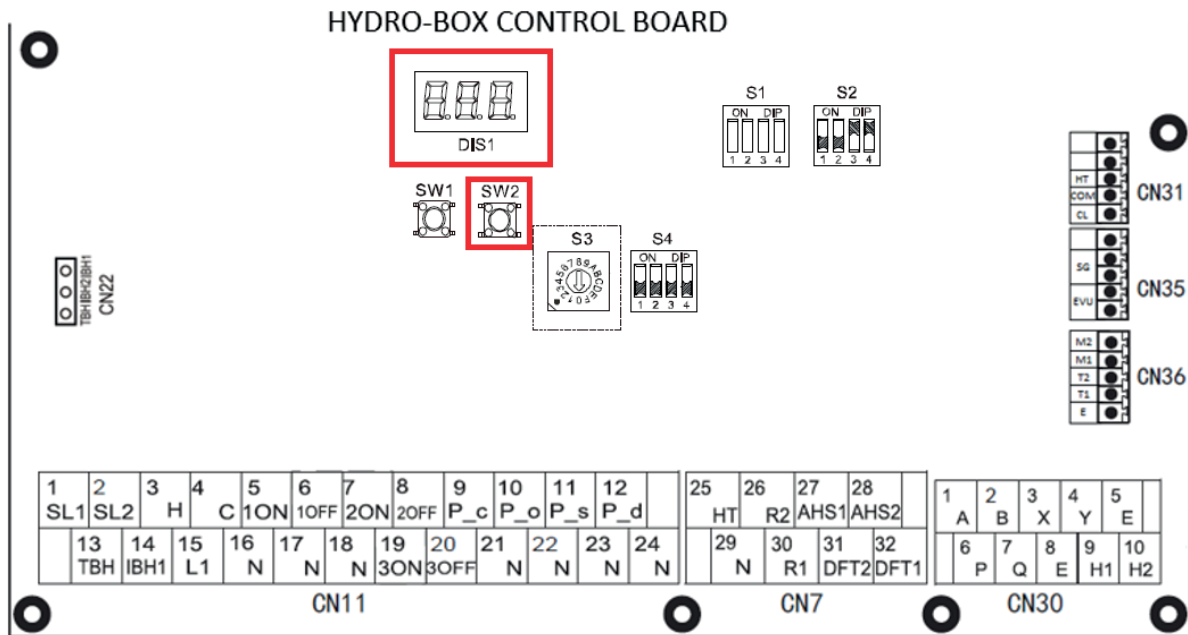 HYDRO-BOX CONTROL BOARD
8.8.8.
DIS1
S1
ON DIP
1 2 3 4
S2
ON DIP
1 2 3 4
SW1
SW2
S3
0123456789ABCDEF
S4
ON DIP
1 2 3 4
TBH IBH2 IBH1
CN22
HT
COM
CL
CN31
SG
EVU
CN35
M2
M1
T2
T1
E
CN36
1 2 3 4 5 6 7 8 9 10 11 12
SL1 SL2 H C 1ON 1OFF 2ON 2OFF P_c P_o P_s P_d
13 14 15 16 17 18 19 20 21 22 23 24
TBH IBH1 L1 N N N 3ON 3OFF N N N N
CN11
25 26 27 28
HT R2 AHS1 AHS2
29 30 31 32
N R1 DFT2 DFT1
CN7
1 2 3 4 5
A B X Y E
6 7 8 9 10
P Q E H1 H2
CN30